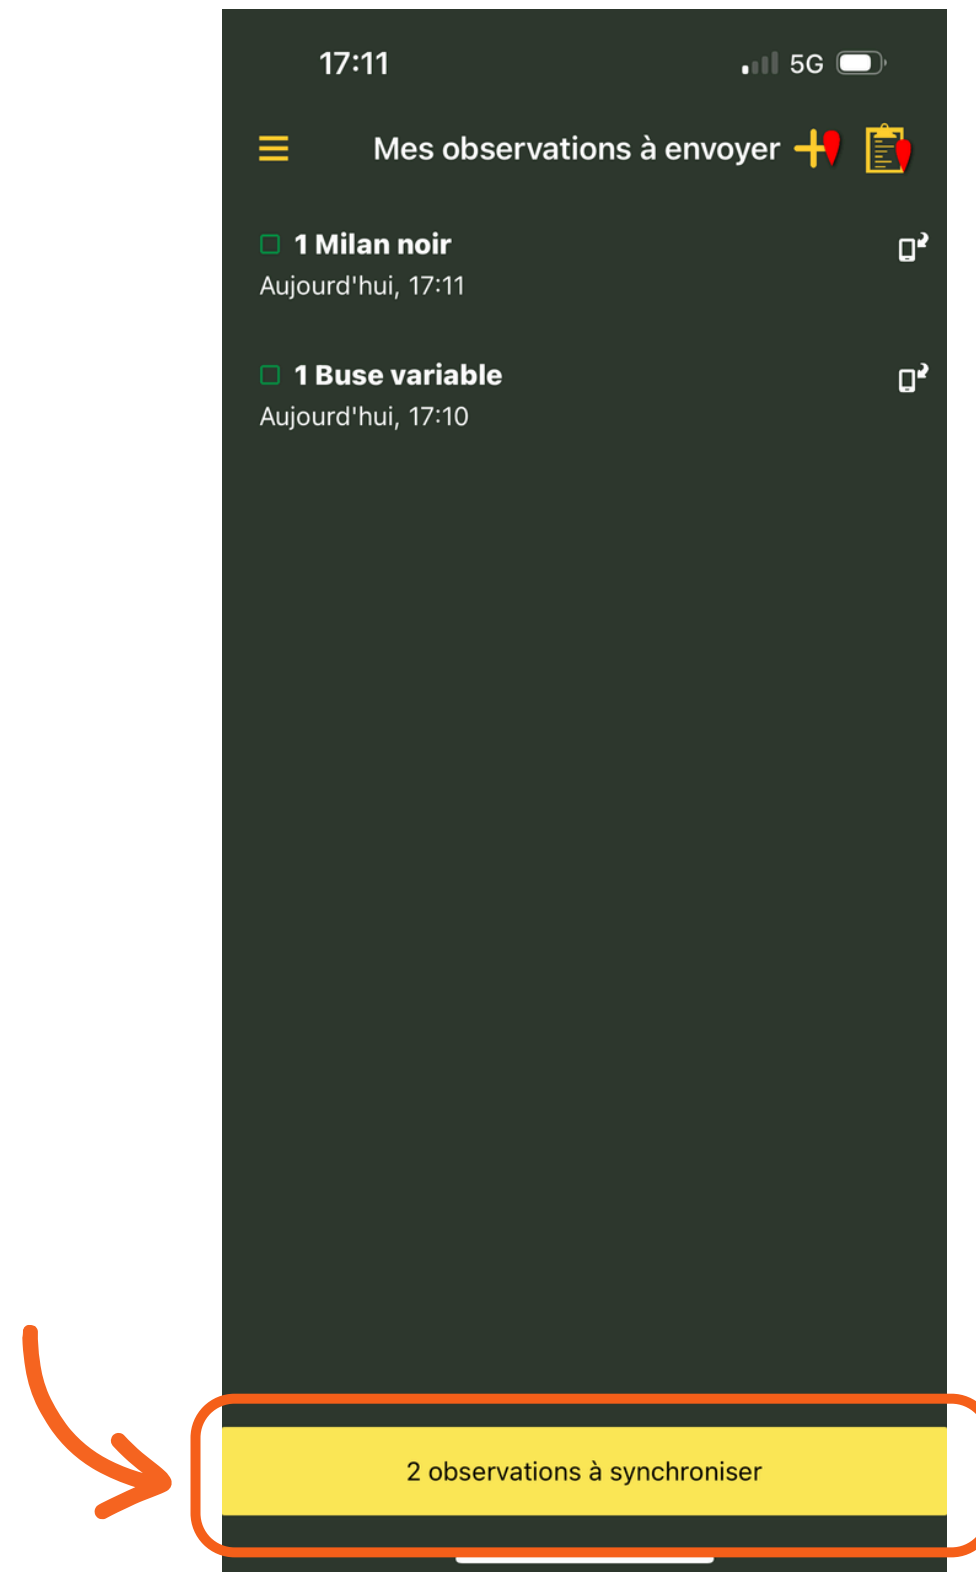 17:11 5G
Mes observations à envoyer
1 Milan noir
Aujourd'hui, 17:11
1 Buse variable
Aujourd'hui, 17:10
2 observations à synchroniser